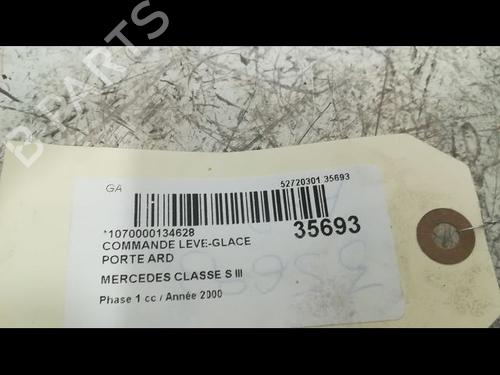 B PARTS
GA
52720301 35693
*1070000134628
35693
COMMANDE LEVE-GLACE
PORTE ARD
MERCEDES CLASSE S III
Phase 1 cc / Année 2000